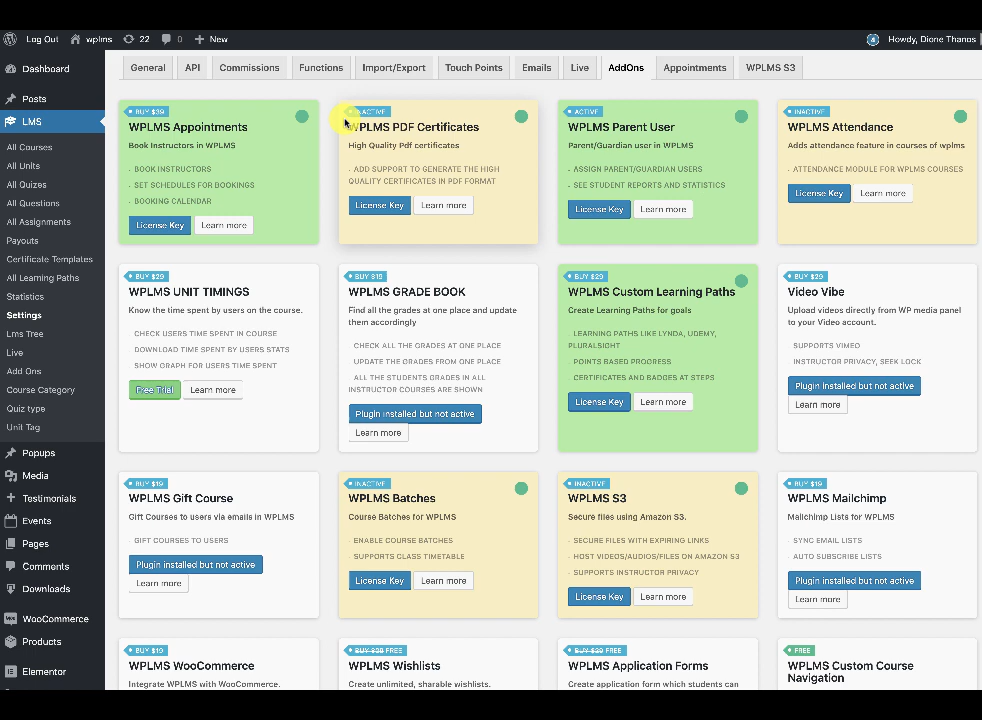 Log Out wplms 22 0 New Howdy, Dione Thanos
Dashboard
Posts
LMS
All Courses
All Units
All Quizes
All Questions
All Assignments
Payouts
Certificate Templates
All Learning Paths
Statistics
Settings
Lms Tree
Live
Add Ons
Course Category
Quiz type
Unit Tag
Popups
Media
Testimonials
Events
Pages
Comments
Downloads
WooCommerce
Products
Elementor
General API Commissions Functions Import/Export Touch Points Emails Live AddOns Appointments WPLMS S3
BUY $39
WPLMS Appointments
Book Instructors in WPLMS
- BOOK INSTRUCTORS
- SET SCHEDULES FOR BOOKINGS
- BOOKING CALENDAR
License Key Learn more
INACTIVE
WPLMS PDF Certificates
High Quality Pdf certificates
- ADD SUPPORT TO GENERATE THE HIGH
QUALITY CERTIFICATES IN PDF FORMAT
License Key Learn more
ACTIVE
WPLMS Parent User
Parent/Guardian user in WPLMS
- ASSIGN PARENT/GUARDIAN USERS
- SEE STUDENT REPORTS AND STATISTICS
License Key Learn more
INACTIVE
WPLMS Attendance
Adds attendance feature in courses of wplms
- ATTENDANCE MODULE FOR WPLMS COURSES
License Key Learn more
BUY $29
WPLMS UNIT TIMINGS
Know the time spent by users on the course.
- CHECK USERS TIME SPENT IN COURSE
- DOWNLOAD TIME SPENT BY USERS STATS
- SHOW GRAPH FOR USERS TIME SPENT
Free Trial Learn more
BUY $19
WPLMS GRADE BOOK
Find all the grades at one place and update
them accordingly
- CHECK ALL THE GRADES AT ONE PLACE
- UPDATE THE GRADES FROM ONE PLACE
- ALL THE STUDENTS GRADES IN ALL
INSTRUCTOR COURSES ARE SHOWN
Plugin installed but not active
Learn more
BUY $29
WPLMS Custom Learning Paths
Create Learning Paths for goals
- LEARNING PATHS LIKE LYNDA, UDEMY,
PLURALSIGHT
- POINTS BASED PROGRESS
- CERTIFICATES AND BADGES AT STEPS
License Key Learn more
BUY $29
Video Vibe
Upload videos directly from WP media panel
to your Video account.
- SUPPORTS VIMEO
- INSTRUCTOR PRIVACY, SEEK LOCK
Plugin installed but not active
Learn more
BUY $19
WPLMS Gift Course
Gift Courses to users via emails in WPLMS
- GIFT COURSES TO USERS
Plugin installed but not active
Learn more
INACTIVE
WPLMS Batches
Course Batches for WPLMS
- ENABLE COURSE BATCHES
- SUPPORTS CLASS TIMETABLE
License Key Learn more
INACTIVE
WPLMS S3
Secure files using Amazon S3.
- SECURE FILES WITH EXPIRING LINKS
- HOST VIDEOS/AUDIOS/FILES ON AMAZON S3
- SUPPORTS INSTRUCTOR PRIVACY
License Key Learn more
BUY $19
WPLMS Mailchimp
Mailchimp Lists for WPLMS
- SYNC EMAIL LISTS
- AUTO SUBSCRIBE LISTS
Plugin installed but not active
Learn more
BUY $19
WPLMS WooCommerce
Integrate WPLMS with WooCommerce.
FREE
WPLMS Wishlists
Create unlimited, sharable wishlists.
BUY $29 FREE
WPLMS Application Forms
Create application form which students can
FREE
WPLMS Custom Course
Navigation